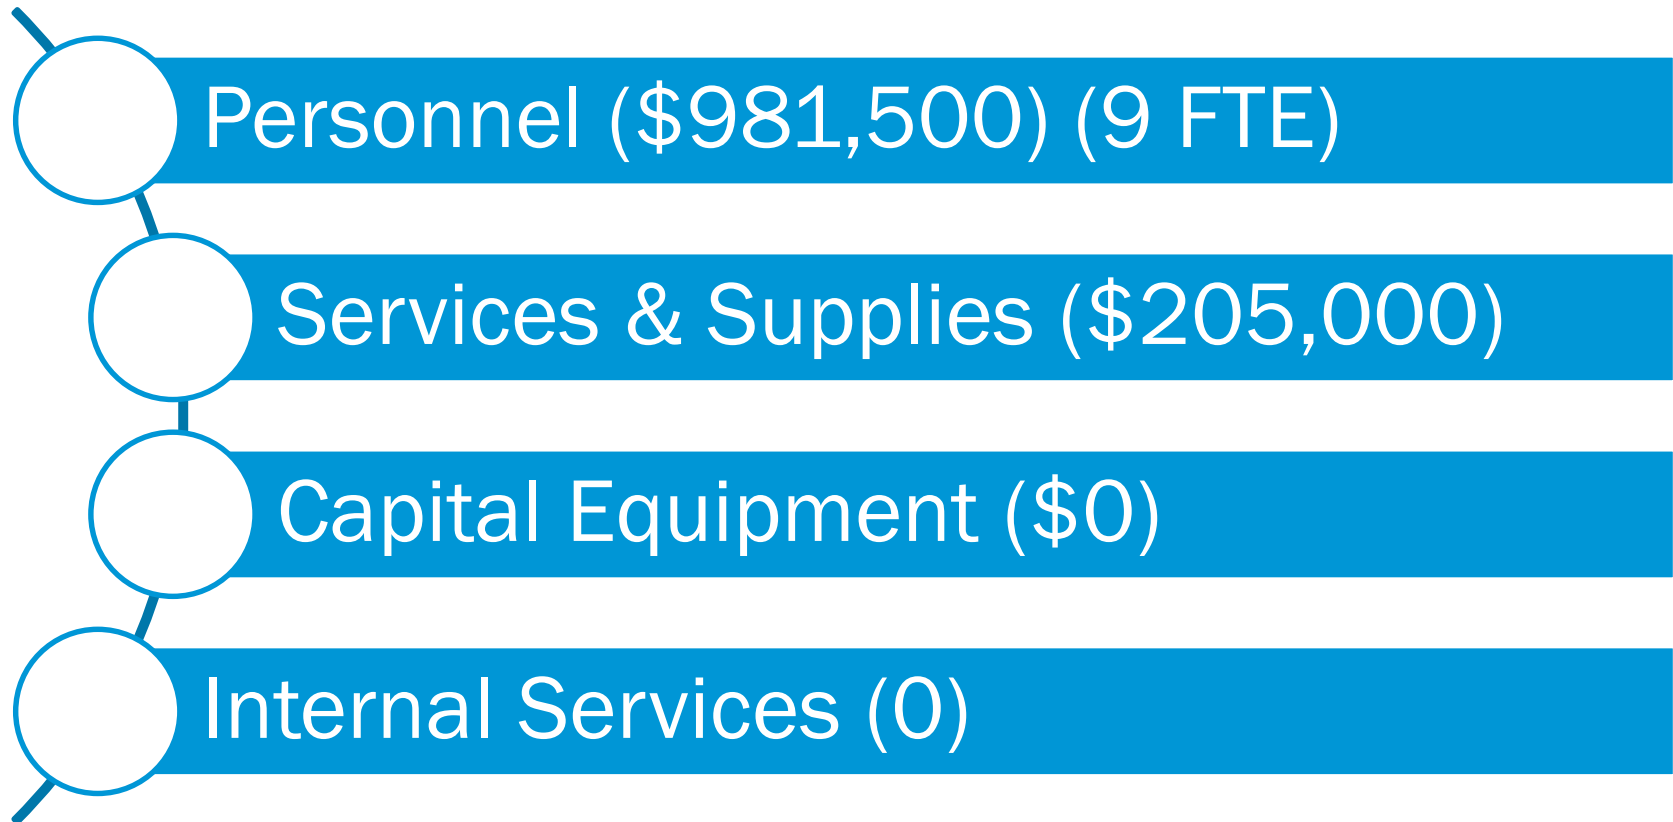 Personnel ($981,500) (9 FTE)
Services & Supplies ($205,000)
Capital Equipment ($0)
Internal Services (0)